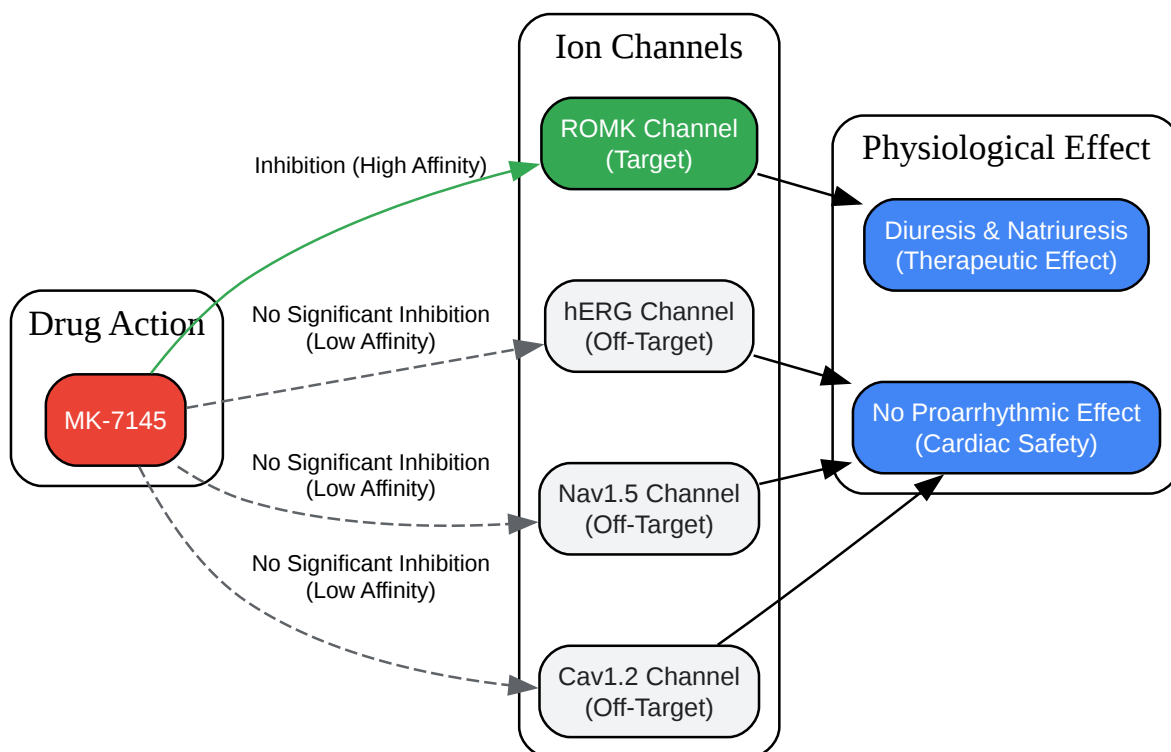 Ion Channels
ROMK Channel
(Target)
Inhibition (High Affinity)
Physiological Effect
Diuresis & Natriuresis
(Therapeutic Effect)
Drug Action
MK-7145
No Significant Inhibition
(Low Affinity)
hERG Channel
(Off-Target)
No Proarrhythmic Effect
(Cardiac Safety)
No Significant Inhibition
(Low Affinity)
Nav1.5 Channel
(Off-Target)
No Significant Inhibition
(Low Affinity)
Cav1.2 Channel
(Off-Target)